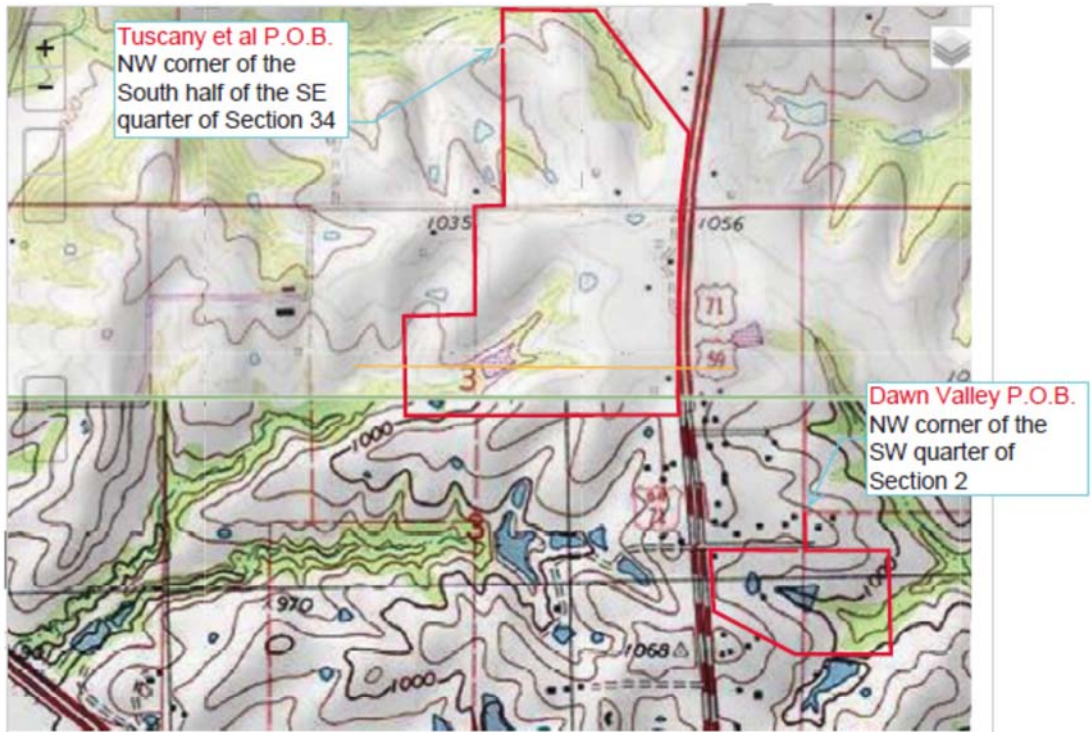 +
-
Tuscany et al P.O.B.
NW corner of the
South half of the SE
quarter of Section 34
1035
1056
71
59
3
Dawn Valley P.O.B.
NW corner of the
SW quarter of
Section 2
1000
3
1000
970
1068
1000